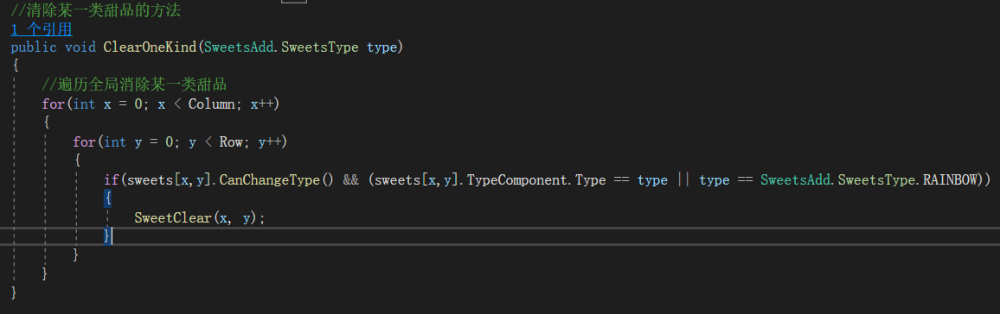 //清除某一类甜品的方法
1 个引用
public void ClearOneKind(SweetsAdd.SweetsType type)
{
    //遍历全局消除某一类甜品
    for(int x = 0; x < Column; x++)
    {
        for(int y = 0; y < Row; y++)
        {
            if(sweets[x,y].CanChangeType() && (sweets[x,y].TypeComponent.Type == type || type == SweetsAdd.SweetsType.RAINBOW))
            {
                SweetClear(x, y);
            }
        }
    }
}